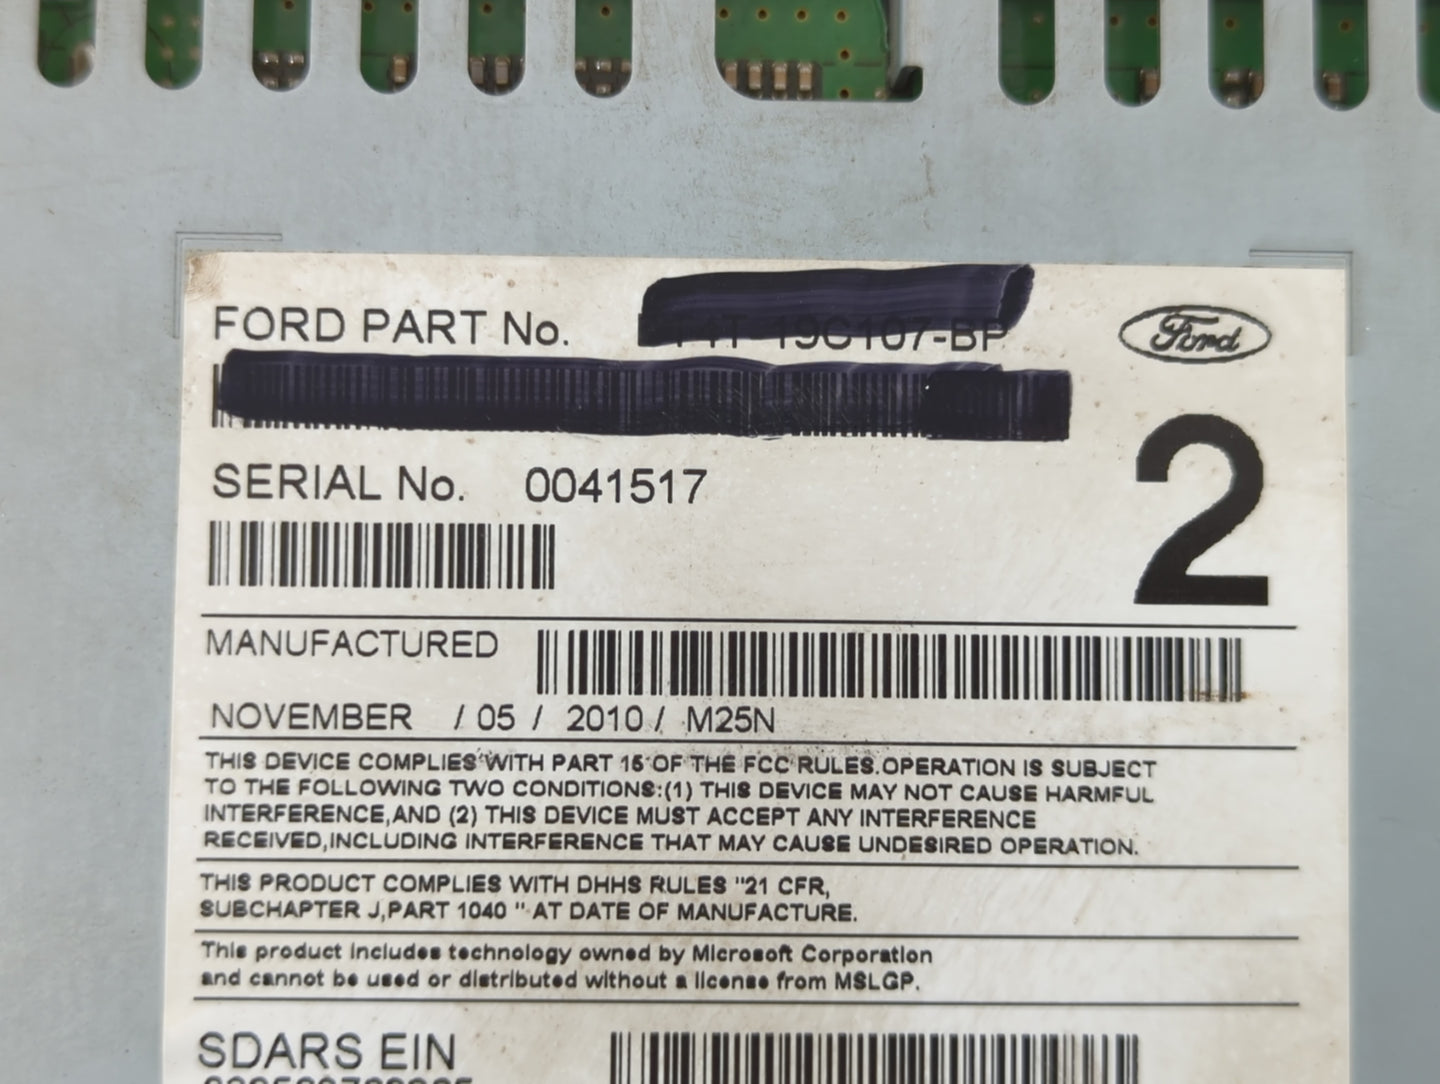 FORD PART No. 19C107-BP
Ford
SERIAL No. 0041517
2
MANUFACTURED
NOVEMBER / 05 / 2010 / M25N
THIS DEVICE COMPLIES WITH PART 15 OF THE FCC RULES.OPERATION IS SUBJECT
TO THE FOLLOWING TWO CONDITIONS:(1) THIS DEVICE MAY NOT CAUSE HARMFUL
INTERFERENCE,AND (2) THIS DEVICE MUST ACCEPT ANY INTERFERENCE
RECEIVED,INCLUDING INTERFERENCE THAT MAY CAUSE UNDESIRED OPERATION.
THIS PRODUCT COMPLIES WITH DHHS RULES "21 CFR,
SUBCHAPTER J,PART 1040 " AT DATE OF MANUFACTURE.
This product includes technology owned by Microsoft Corporation
and cannot be used or distributed without a license from MSLGP.
SDARS EIN